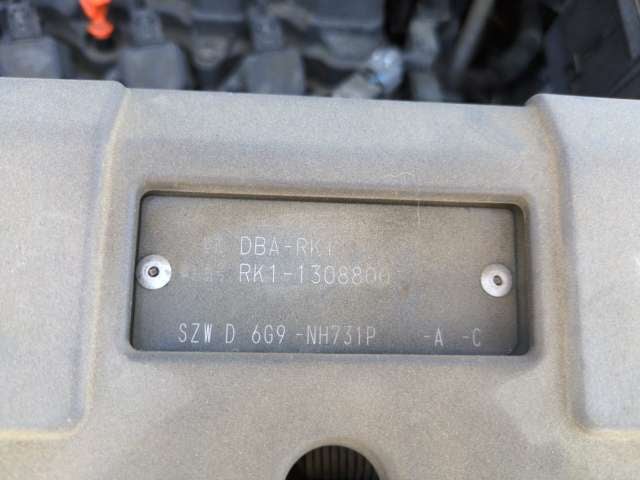 DBA-RK1
RK1-1308800
SZW D 6G9 -NH731P -A -C